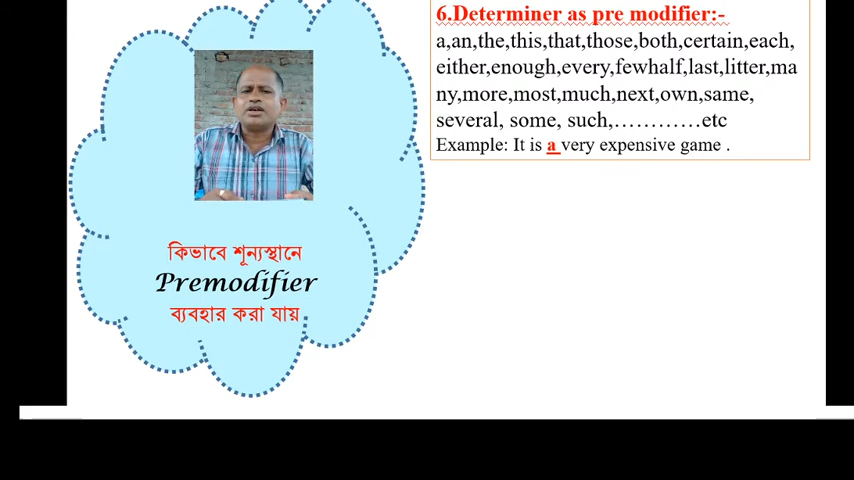 6.Determiner as pre modifier:-
a,an,the,this,that,those,both,certain,each,
either,enough,every,fewhalf,last,litter,ma
ny,more,most,much,next,own,same,
several, some, such,…………etc
Example: It is a very expensive game .
কিভাবে শূন্যস্থানে
Premodifier
ব্যবহার করা যায়